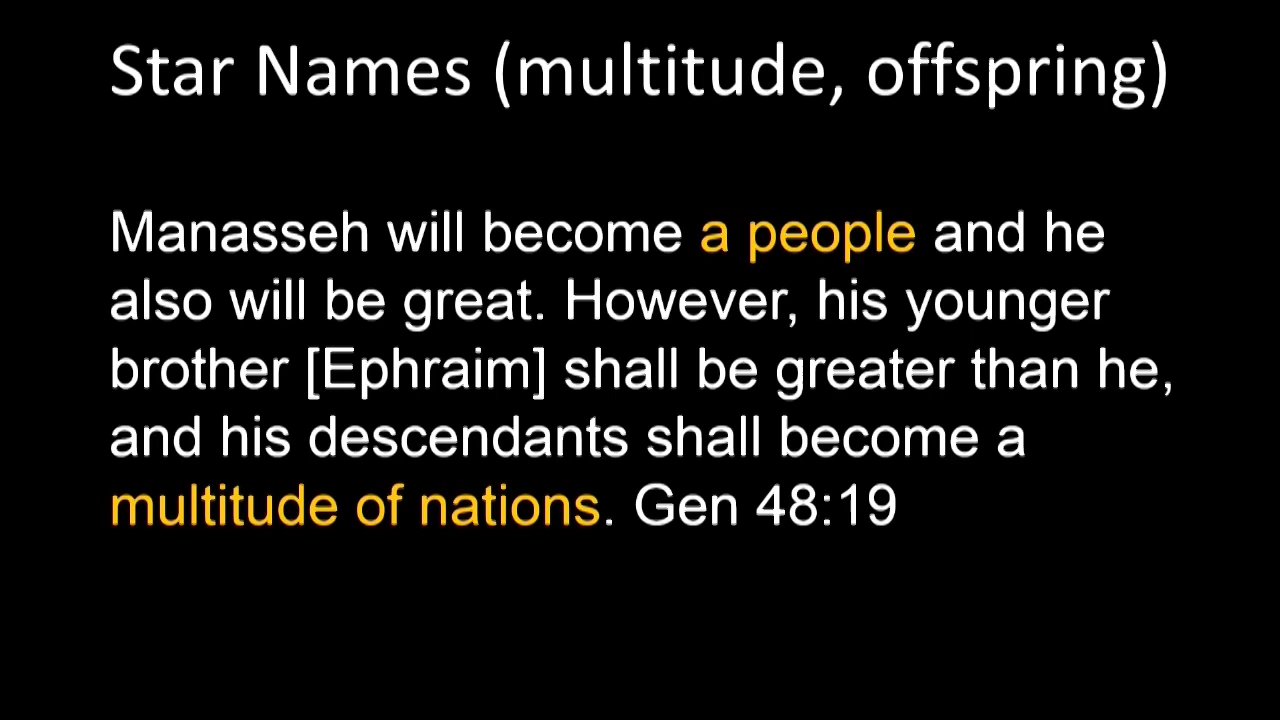 Star Names (multitude, offspring)
Manasseh will become a people and he
also will be great. However, his younger
brother [Ephraim] shall be greater than he,
and his descendants shall become a
multitude of nations. Gen 48:19